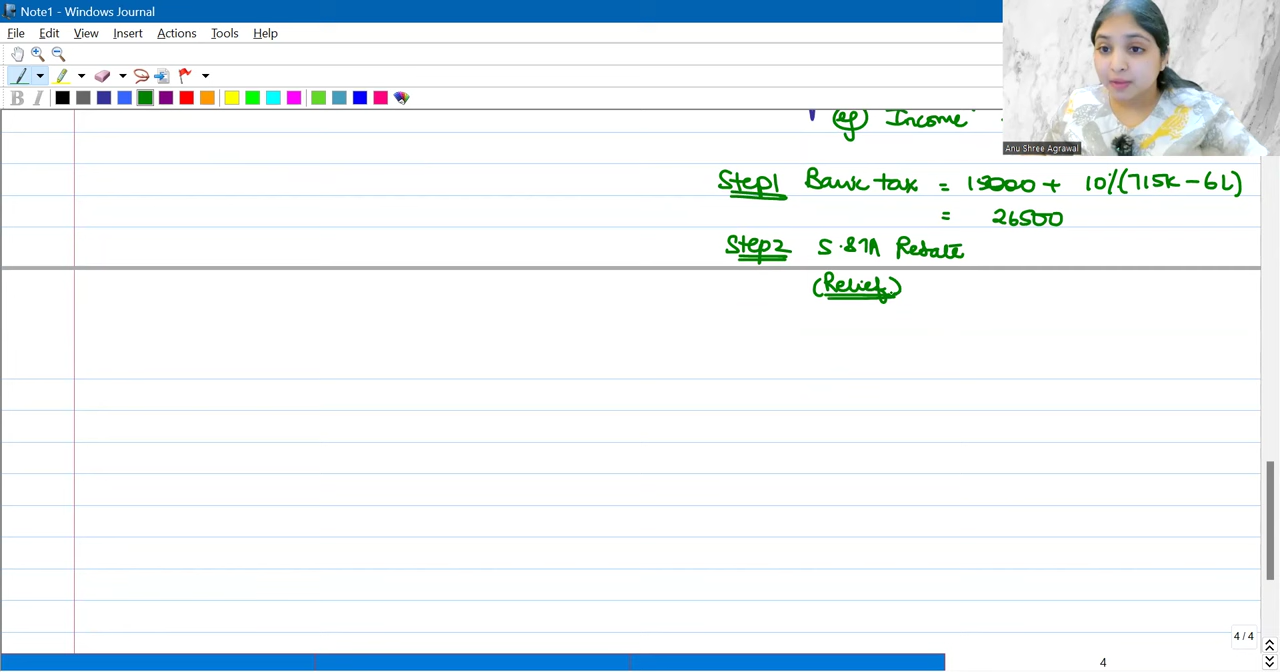 Note1 - Windows Journal
File Edit View Insert Actions Tools Help
B I
Anu Shree Agrawal
(eg) Income
Step1 Basic tax = 15000 + 10%(715K - 6L)
= 26500
Step2 S.87A Rebate
(Relief)
4 / 4
4